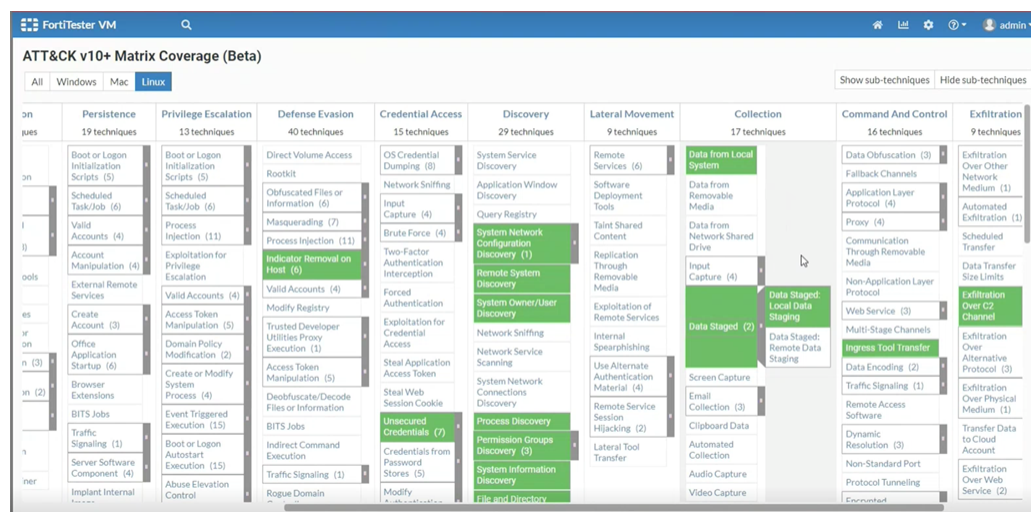 FortiTester VM
admin
ATT&CK v10+ Matrix Coverage (Beta)
All
Windows
Mac
Linux
Show sub-techniques
Hide sub-techniques
Persistence
19 techniques
Boot or Logon
Initialization
Scripts (5)
Scheduled
Task/Job (6)
Valid
Accounts (4)
Account
Manipulation (4)
External Remote
Services
Create
Account (3)
Office
Application
Startup (6)
Browser
Extensions
BITS Jobs
Traffic
Signaling (1)
Server Software
Component (4)
Implant Internal
Privilege Escalation
13 techniques
Boot or Logon
Initialization
Scripts (5)
Scheduled
Task/Job (6)
Process
Injection (11)
Exploitation for
Privilege
Escalation
Valid Accounts (4)
Access Token
Manipulation (5)
Domain Policy
Modification (2)
Create or Modify
System
Process (4)
Event Triggered
Execution (15)
Boot or Logon
Autostart
Execution (15)
Abuse Elevation
Control
Defense Evasion
40 techniques
Direct Volume Access
Rootkit
Obfuscated Files or
Information (6)
Masquerading (7)
Process Injection (11)
Indicator Removal on
Host (6)
Valid Accounts (4)
Modify Registry
Trusted Developer
Utilities Proxy
Execution (1)
Access Token
Manipulation (5)
Deobfuscate/Decode
Files or Information
BITS Jobs
Indirect Command
Execution
Traffic Signaling (1)
Rogue Domain
Credential Access
15 techniques
OS Credential
Dumping (8)
Network Sniffing
Input
Capture (4)
Brute Force (4)
Two-Factor
Authentication
Interception
Forced
Authentication
Exploitation for
Credential
Access
Steal Application
Access Token
Steal Web
Session Cookie
Unsecured
Credentials (7)
Credentials from
Password
Stores (5)
Modify
Discovery
29 techniques
System Service
Discovery
Application Window
Discovery
Query Registry
System Network
Configuration
Discovery (1)
Remote System
Discovery
System Owner/User
Discovery
Network Sniffing
Network Service
Scanning
System Network
Connections
Discovery
Process Discovery
Permission Groups
Discovery (3)
System Information
Discovery
File and Directory
Lateral Movement
9 techniques
Remote
Services (6)
Software
Deployment
Tools
Taint Shared
Content
Replication
Through
Removable
Media
Exploitation of
Remote Services
Internal
Spearphishing
Use Alternate
Authentication
Material (4)
Remote Service
Session
Hijacking (2)
Lateral Tool
Transfer
Collection
17 techniques
Data from Local
System
Data from
Removable
Media
Data from
Network Shared
Drive
Input
Capture (4)
Data Staged (2)
Data Staged:
Local Data
Staging
Data Staged:
Remote Data
Staging
Screen Capture
Email
Collection (3)
Clipboard Data
Automated
Collection
Audio Capture
Video Capture
Command And Control
16 techniques
Data Obfuscation (3)
Fallback Channels
Application Layer
Protocol (4)
Proxy (4)
Communication
Through Removable
Media
Non-Application Layer
Protocol
Web Service (3)
Multi-Stage Channels
Ingress Tool Transfer
Data Encoding (2)
Traffic Signaling (1)
Remote Access
Software
Dynamic
Resolution (3)
Non-Standard Port
Protocol Tunneling
Encrypted
Exfiltration
9 techniques
Exfiltration
Over Other
Network
Medium (1)
Automated
Exfiltration (1)
Scheduled
Transfer
Data Transfer
Size Limits
Exfiltration
Over C2
Channel
Exfiltration
Over
Alternative
Protocol (3)
Exfiltration
Over Physical
Medium (1)
Transfer Data
to Cloud
Account
Exfiltration
Over Web
Service (2)